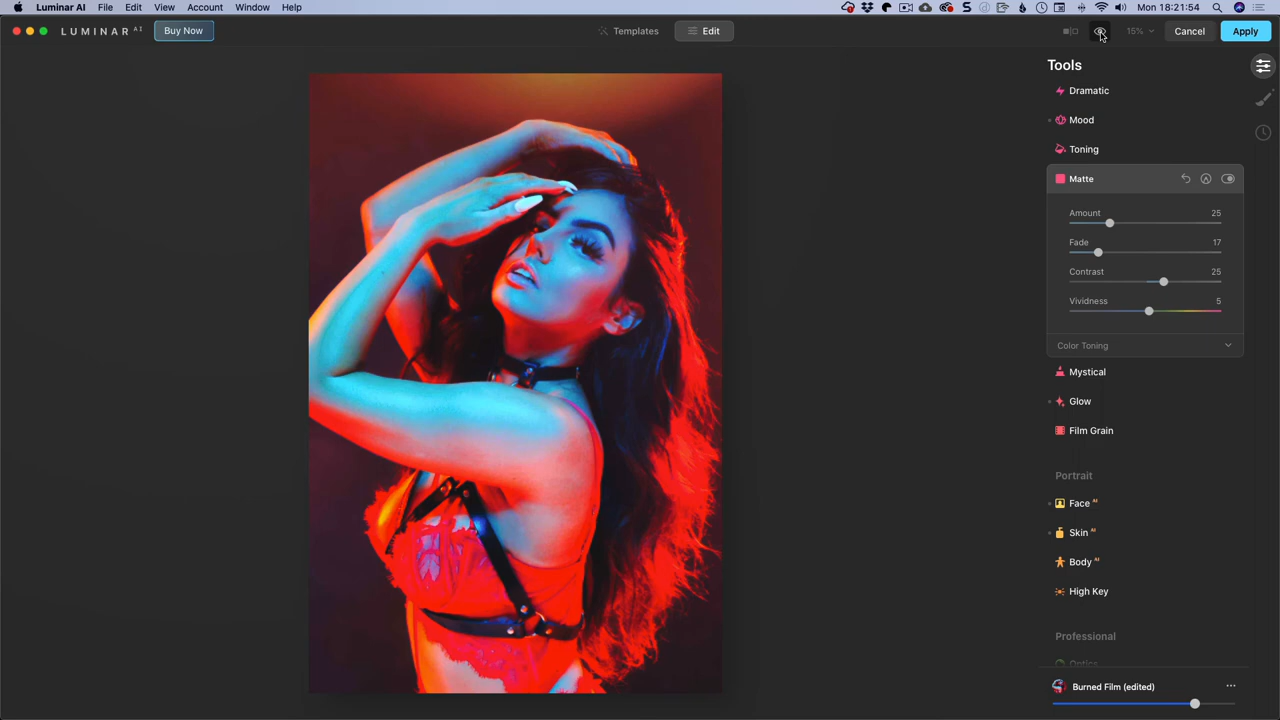 Luminar AI File Edit View Account Window Help Mon 18:21:54
LUMINAR AI Buy Now Templates Edit 15% Cancel Apply
Tools
Dramatic
Mood
Toning
Matte
Amount 25
Fade 17
Contrast 25
Vividness 5
Color Toning
Mystical
Glow
Film Grain
Portrait
Face AI
Skin AI
Body AI
High Key
Professional
Optics
Burned Film (edited)